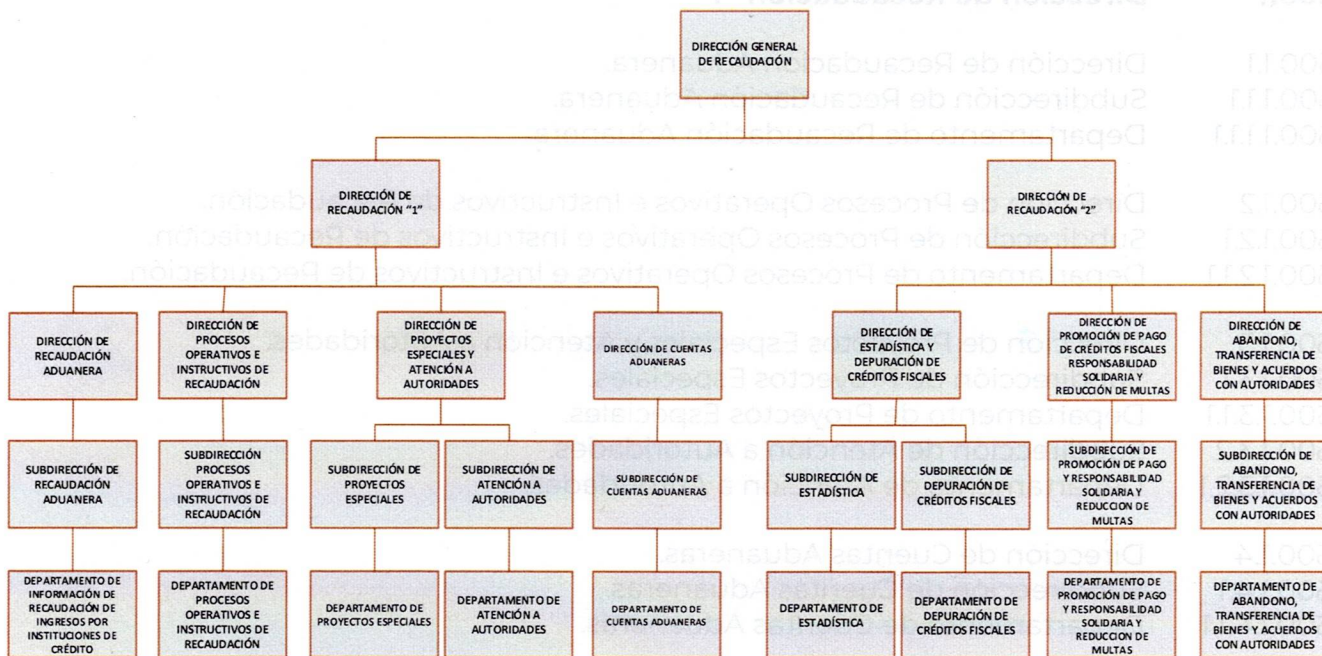 DIRECCIÓN GENERAL
DE RECAUDACIÓN
DIRECCIÓN DE
RECAUDACIÓN "1"
DIRECCIÓN DE
RECAUDACIÓN "2"
DIRECCIÓN DE
RECAUDACIÓN
ADUANERA
DIRECCIÓN DE
PROCESOS
OPERATIVOS E
INSTRUCTIVOS DE
RECAUDACIÓN
DIRECCIÓN DE
PROYECTOS
ESPECIALES Y
ATENCIÓN A
AUTORIDADES
DIRECCIÓN DE CUENTAS
ADUANERAS
DIRECCIÓN DE
ESTADÍSTICA Y
DEPURACIÓN DE
CRÉDITOS FISCALES
DIRECCIÓN DE
PROMOCIÓN DE PAGO
DE CRÉDITOS FISCALES
RESPONSABILIDAD
SOLIDARIA Y
REDUCCIÓN DE MULTAS
DIRECCIÓN DE
ABANDONO,
TRANSFERENCIA DE
BIENES Y ACUERDOS
CON AUTORIDADES
SUBDIRECCIÓN DE
RECAUDACIÓN
ADUANERA
SUBDIRECCIÓN
PROCESOS
OPERATIVOS E
INSTRUCTIVOS DE
RECAUDACIÓN
SUBDIRECCIÓN DE
PROYECTOS
ESPECIALES
SUBDIRECCIÓN DE
ATENCIÓN A
AUTORIDADES
SUBDIRECCIÓN DE
CUENTAS ADUANERAS
SUBDIRECCIÓN DE
ESTADÍSTICA
SUBDIRECCIÓN DE
DEPURACIÓN DE
CRÉDITOS FISCALES
SUBDIRECCIÓN DE
PROMOCIÓN DE PAGO
Y RESPONSABILIDAD
SOLIDARIA Y
REDUCCION DE
MULTAS
SUBDIRECCIÓN DE
ABANDONO,
TRANSFERENCIA DE
BIENES Y ACUERDOS
CON AUTORIDADES
DEPARTAMENTO DE
INFORMACIÓN DE
RECAUDACIÓN DE
INGRESOS POR
INSTITUCIONES DE
CRÉDITO
DEPARTAMENTO DE
PROCESOS
OPERATIVOS E
INSTRUCTIVOS DE
RECAUDACIÓN
DEPARTAMENTO DE
PROYECTOS ESPECIALES
DEPARTAMENTO DE
ATENCIÓN A
AUTORIDADES
DEPARTAMENTO DE
CUENTAS ADUANERAS
DEPARTAMENTO DE
ESTADÍSTICA
DEPARTAMENTO DE
DEPURACIÓN DE
CRÉDITOS FISCALES
DEPARTAMENTO DE
PROMOCIÓN DE PAGO
Y RESPONSABILIDAD
SOLIDARIA Y
REDUCCION DE
MULTAS
DEPARTAMENTO DE
ABANDONO,
TRANSFERENCIA DE
BIENES Y ACUERDOS
CON AUTORIDADES